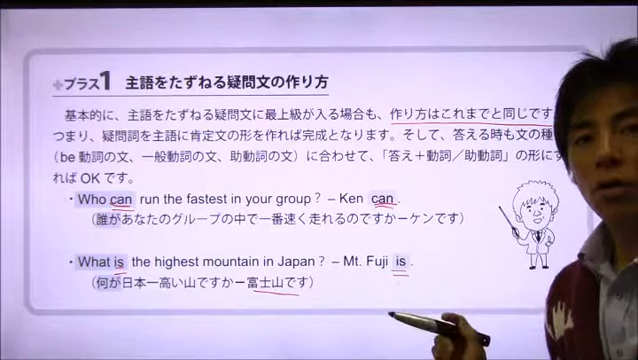 +プラス1 主語をたずねる疑問文の作り方
基本的に、主語をたずねる疑問文に最上級が入る場合も、作り方はこれまでと同じです
つまり、疑問詞を主語に肯定文の形を作れば完成となります。そして、答える時も文の種
(be 動詞の文、一般動詞の文、助動詞の文) に合わせて、「答え+動詞/助動詞」の形にす
れば OK です。
・Who can run the fastest in your group ? – Ken can .
(誰があなたのグループの中で一番速く走れるのですかーケンです)
・What is the highest mountain in Japan ? – Mt. Fuji is .
(何が日本一高い山ですかー富士山です)